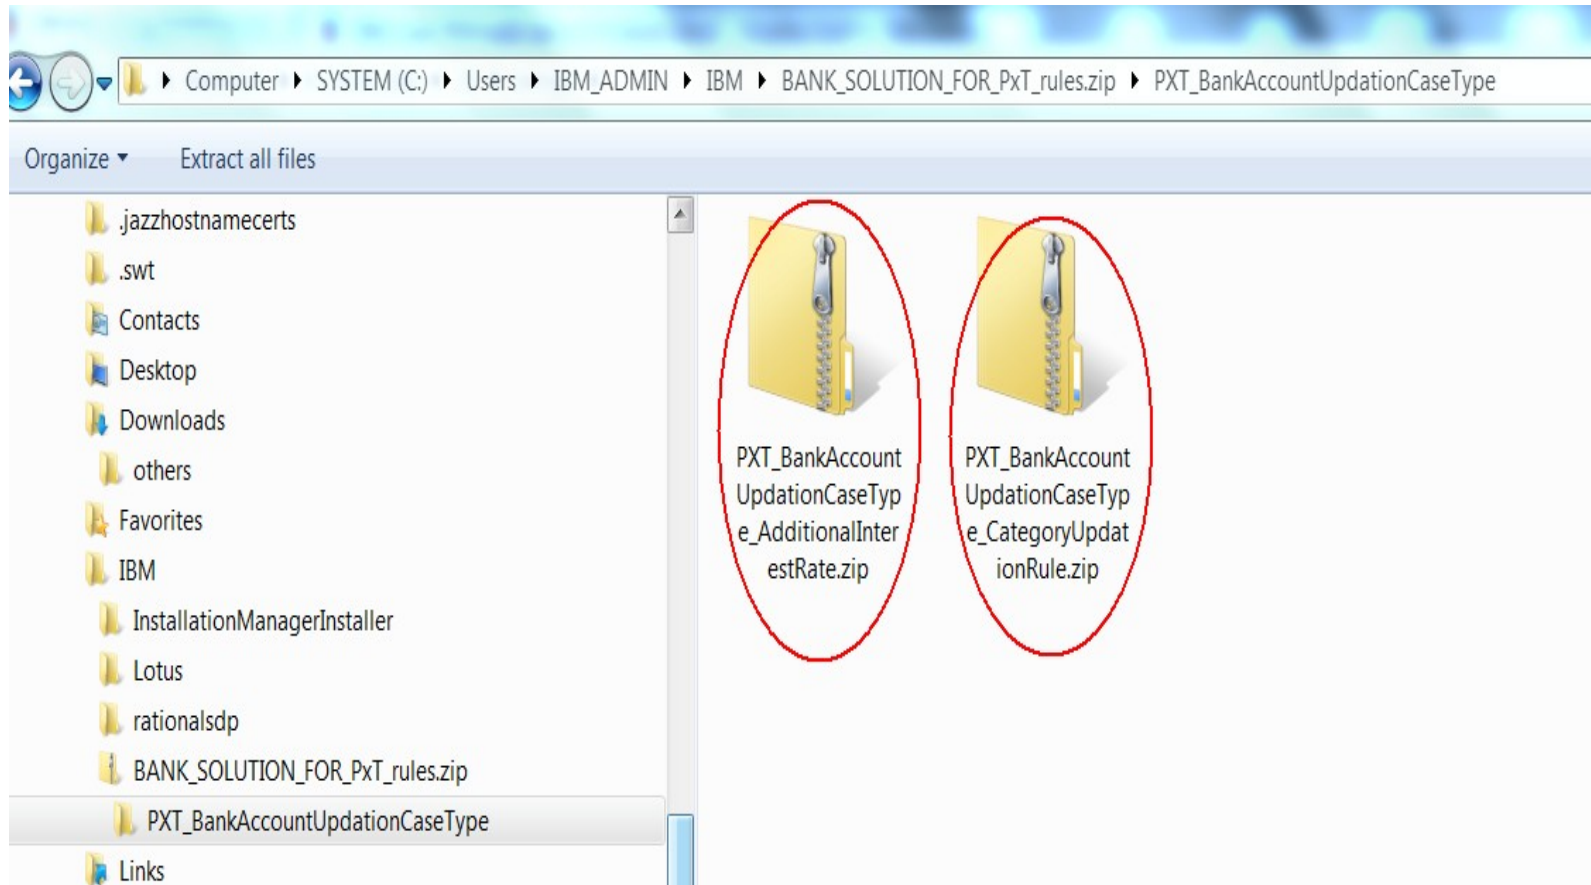 Computer SYSTEM (C:) Users IBM_ADMIN IBM BANK_SOLUTION_FOR_PxT_rules.zip PXT_BankAccountUpdationCaseType
Organize Extract all files
.jazzhostnamecerts
.swt
Contacts
Desktop
Downloads
others
Favorites
IBM
InstallationManagerInstaller
Lotus
rationalsdp
BANK_SOLUTION_FOR_PxT_rules.zip
PXT_BankAccountUpdationCaseType
Links
PXT_BankAccount
UpdationCaseTyp
e_AdditionalInter
estRate.zip
PXT_BankAccount
UpdationCaseTyp
e_CategoryUpdat
ionRule.zip